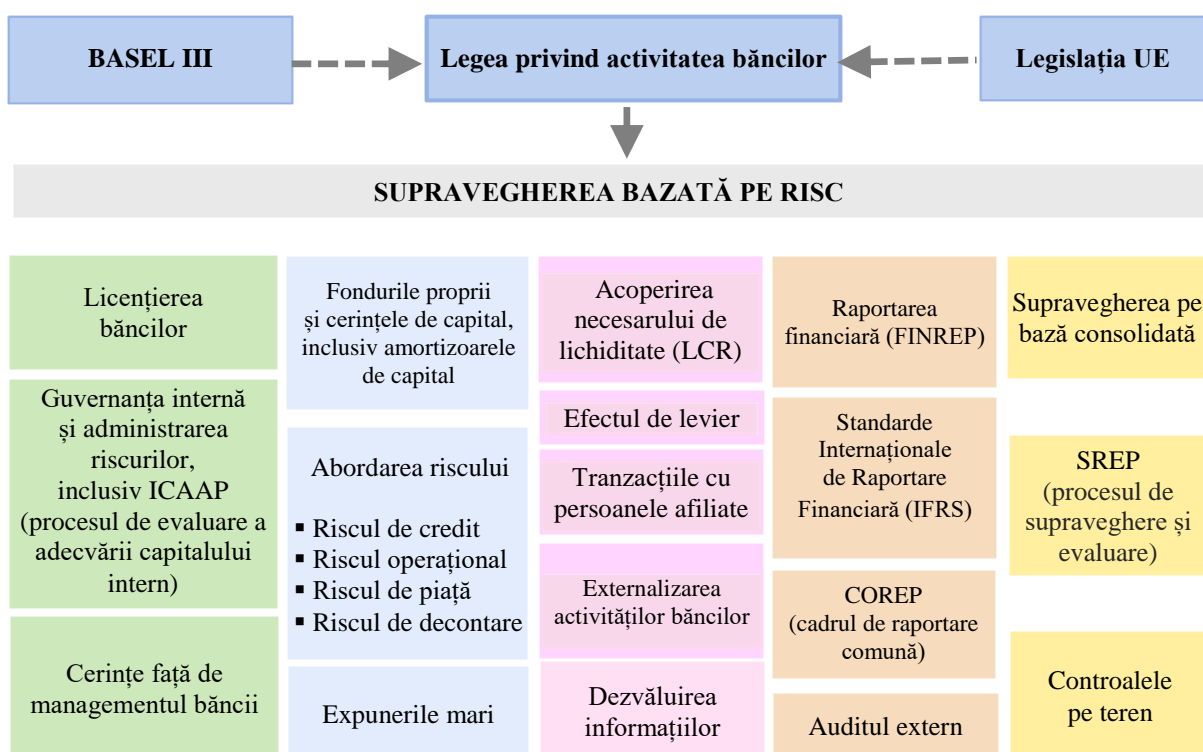 BASEL III
Legea privind activitatea băncilor
Legislația UE
SUPRAVEGHEREA BAZATĂ PE RISC
Licențierea
băncilor
Guvernanța internă
și administrarea
riscurilor,
inclusiv ICAAP
(procesul de evaluare a
adecvării capitalului
intern)
Cerințe față de
managementul băncii
Fondurile proprii
și cerințele de capital,
inclusiv amortizoarele
de capital
Abordarea riscului
▪ Riscul de credit
▪ Riscul operațional
▪ Riscul de piață
▪ Riscul de decontare
Expunerile mari
Acoperirea
necesarului de
lichiditate (LCR)
Efectul de levier
Tranzacțiile cu
persoanele afiliate
Externalizarea
activităților băncilor
Dezvăluirea
informațiilor
Raportarea
financiară (FINREP)
Standarde
Internaționale
de Raportare
Financiară (IFRS)
COREP
(cadrul de raportare
comună)
Auditul extern
Supravegherea pe
bază consolidată
SREP
(procesul de
supraveghere și
evaluare)
Controalele
pe teren